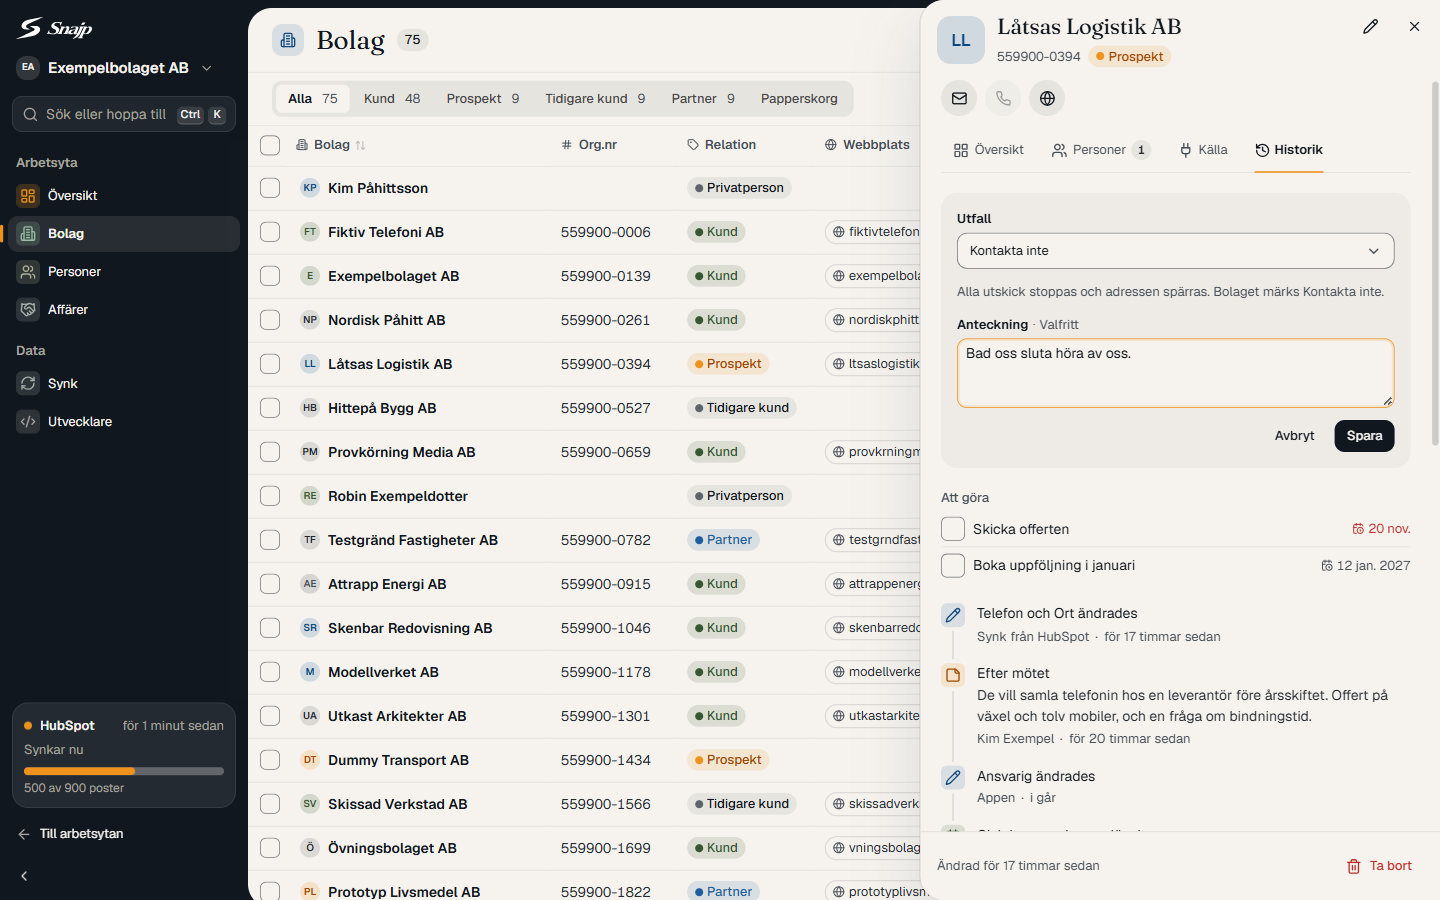 Snajp
EA Exempelbolaget AB
Sök eller hoppa till Ctrl K
Arbetsyta
Översikt
Bolag
Personer
Affärer
Data
Synk
Utvecklare
HubSpot för 1 minut sedan
Synkar nu
500 av 900 poster
Till arbetsytan
Bolag 75
Alla 75 Kund 48 Prospekt 9 Tidigare kund 9 Partner 9 Papperskorg
Bolag Org.nr Relation Webbplats
KP Kim Påhittsson Privatperson
FT Fiktiv Telefoni AB 559900-0006 Kund fiktivtelefon
E Exempelbolaget AB 559900-0139 Kund exempelbola
NP Nordisk Påhitt AB 559900-0261 Kund nordiskphitt
LL Låtsas Logistik AB 559900-0394 Prospekt ltsaslogistik
HB Hittepå Bygg AB 559900-0527 Tidigare kund
PM Provkörning Media AB 559900-0659 Kund provkrningm
RE Robin Exempeldotter Privatperson
TF Testgränd Fastigheter AB 559900-0782 Partner testgrndfast
AE Attrapp Energi AB 559900-0915 Kund attrappenerg
SR Skenbar Redovisning AB 559900-1046 Kund skenbarredo
M Modellverket AB 559900-1178 Kund modellverke
UA Utkast Arkitekter AB 559900-1301 Kund utkastarkite
DT Dummy Transport AB 559900-1434 Prospekt
SV Skissad Verkstad AB 559900-1566 Tidigare kund skissadverk
Ö Övningsbolaget AB 559900-1699 Kund vningsbolag
PL Prototyp Livsmedel AB 559900-1822 Partner prototyplivsm
LL Låtsas Logistik AB
559900-0394 Prospekt
Översikt Personer 1 Källa Historik
Utfall
Kontakta inte
Alla utskick stoppas och adressen spärras. Bolaget märks Kontakta inte.
Anteckning · Valfritt
Bad oss sluta höra av oss.
Avbryt Spara
Att göra
Skicka offerten 20 nov.
Boka uppföljning i januari 12 jan. 2027
Telefon och Ort ändrades
Synk från HubSpot · för 17 timmar sedan
Efter mötet
De vill samla telefonin hos en leverantör före årsskiftet. Offert på
växel och tolv mobiler, och en fråga om bindningstid.
Kim Exempel · för 20 timmar sedan
Ansvarig ändrades
Appen · i går
Ändrad för 17 timmar sedan Ta bort